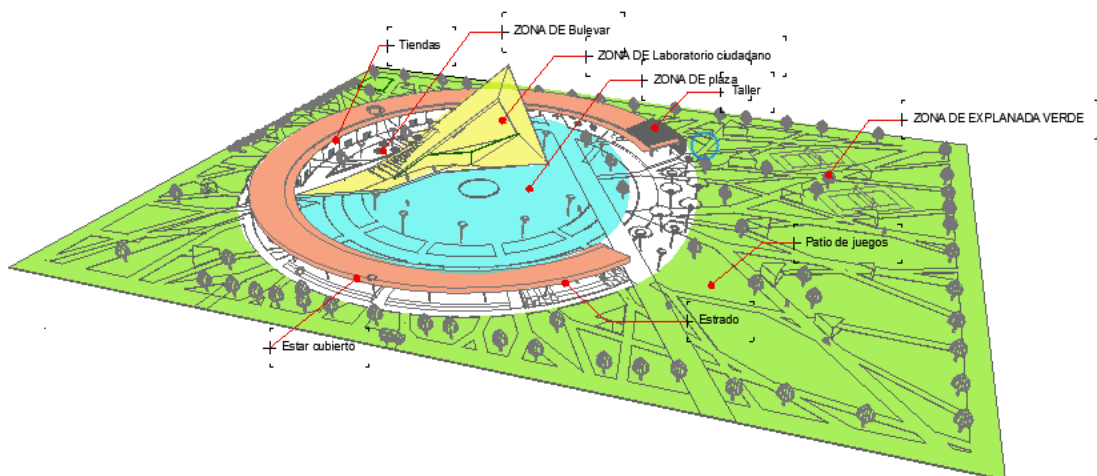 ZONA DE Bulevar
Tiendas
ZONA DE Laboratorio ciudadano
ZONA DE plaza
Taller
ZONA DE EXPLANADA VERDE
Patio de juegos
Estrado
Estar cubierto